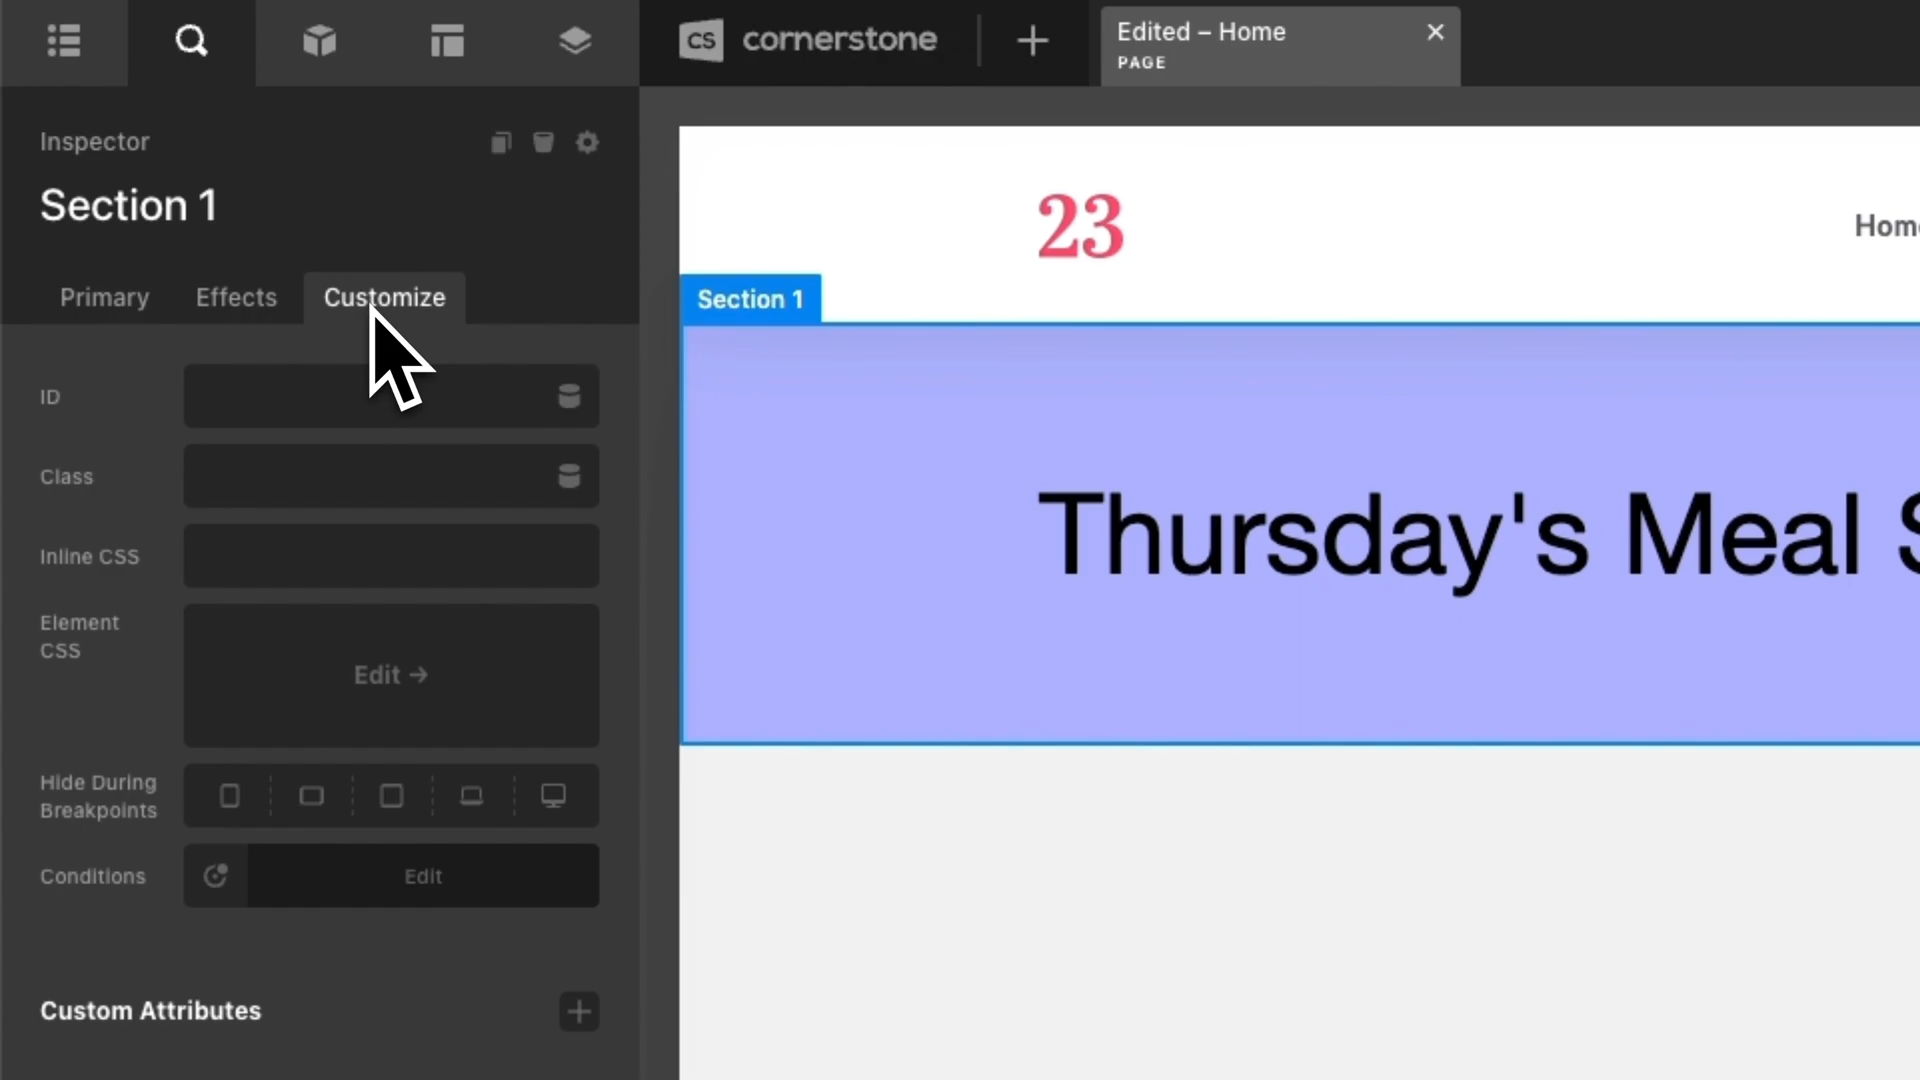 CS cornerstone
Edited – Home
PAGE
Inspector
Section 1
Primary Effects Customize
ID
Class
Inline CSS
Element
CSS
Edit →
Hide During
Breakpoints
Conditions
Edit
Custom Attributes
23
Section 1
Thursday's Meal